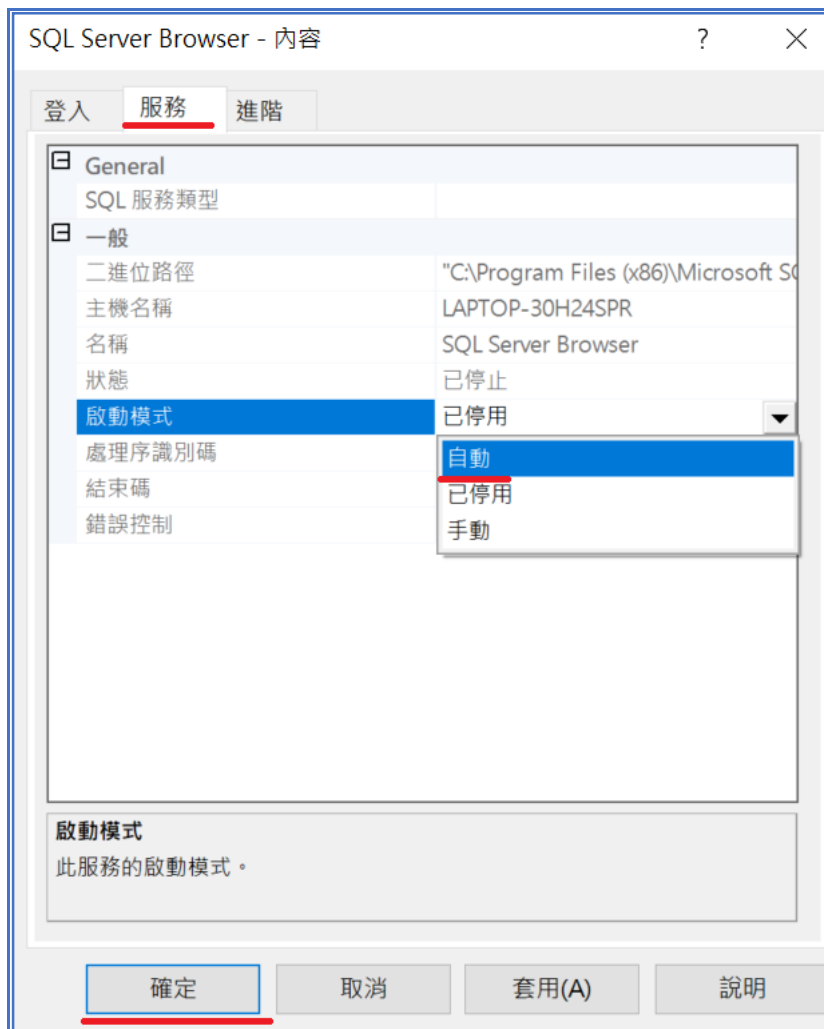 SQL Server Browser - 內容 ?
登入 服務 進階
General
SQL 服務類型
一般
二進位路徑 "C:\Program Files (x86)\Microsoft SQ
主機名稱 LAPTOP-30H24SPR
名稱 SQL Server Browser
狀態 已停止
啟動模式 已停用
處理序識別碼 自動
結束碼 已停用
錯誤控制 手動
啟動模式
此服務的啟動模式。
確定 取消 套用(A) 說明